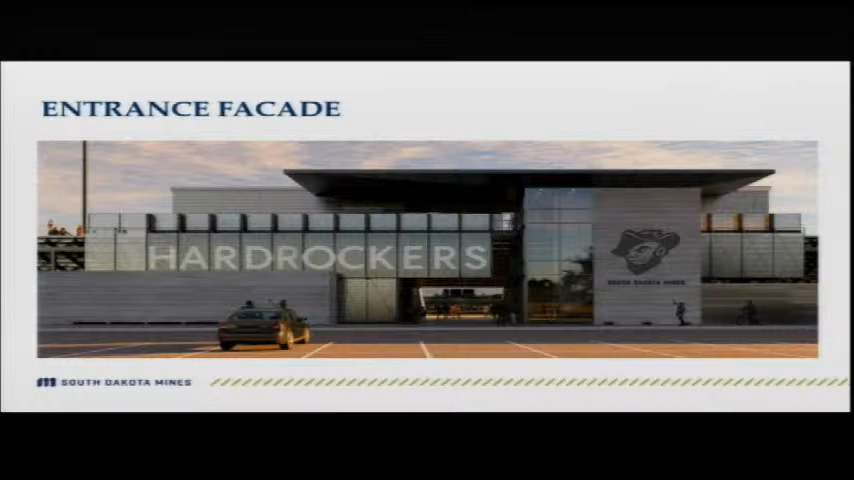 ENTRANCE FACADE
HARDROCKERS
SOUTH DAKOTA MINES
SOUTH DAKOTA MINES